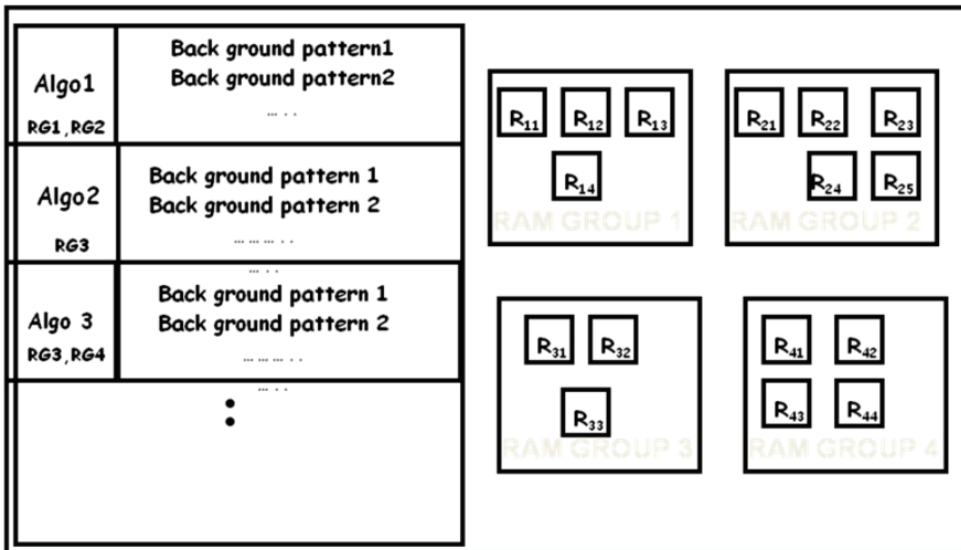 Algo1
RG1,RG2
Back ground pattern1
Back ground pattern2
... . .
Algo2
RG3
Back ground pattern 1
Back ground pattern 2
... ... ... . .
... . .
Algo 3
RG3,RG4
Back ground pattern 1
Back ground pattern 2
... ... ... . .
... . .
R11 R12 R13
R14
RAM GROUP 1
R21 R22 R23
R24 R25
RAM GROUP 2
R31 R32
R33
RAM GROUP 3
R41 R42
R43 R44
RAM GROUP 4